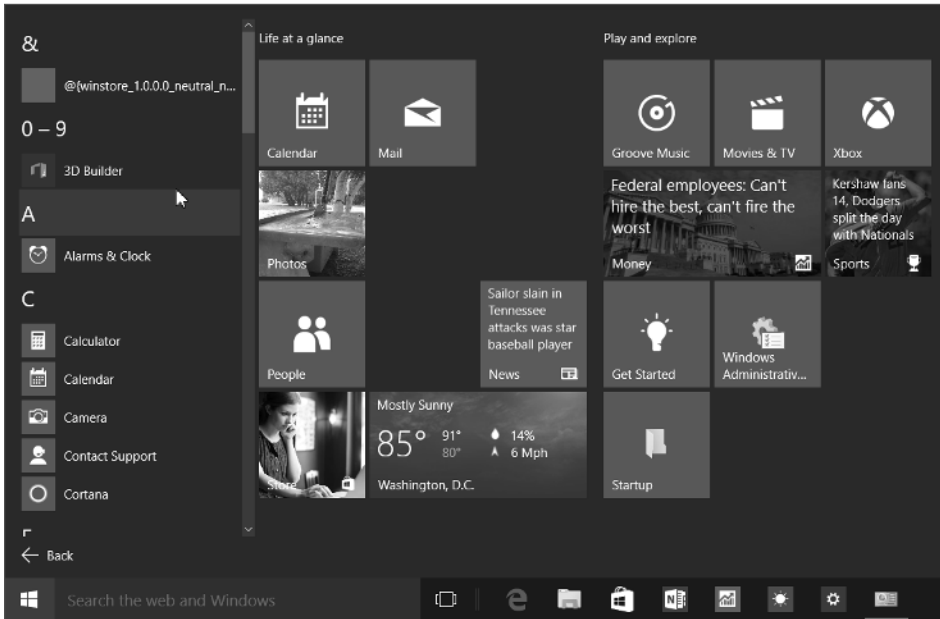 &
@{winstore_1.0.0.0_neutral_n...
0 – 9
3D Builder
A
Alarms & Clock
C
Calculator
Calendar
Camera
Contact Support
Cortana
Back
Life at a glance
Calendar
Mail
Photos
People
Sailor slain in
Tennessee
attacks was star
baseball player
News
Store
Mostly Sunny
85° 91° 14%
80° 6 Mph
Washington, D.C.
Play and explore
Groove Music
Movies & TV
Xbox
Federal employees: Can't
hire the best, can't fire the
worst
Money
Kershaw fans
14, Dodgers
split the day
with Nationals
Sports
Get Started
Windows
Administrativ...
Startup
Search the web and Windows